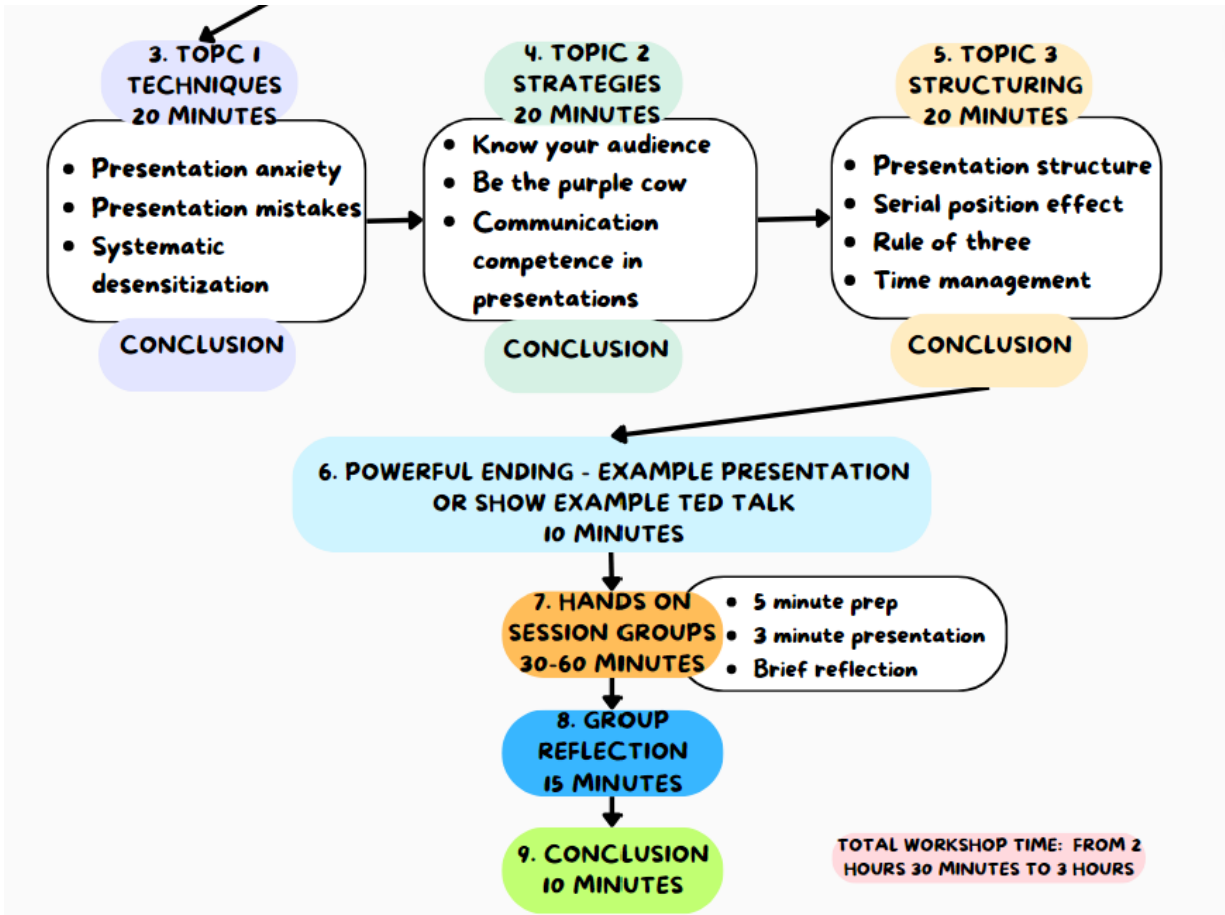 3. TOPC 1
TECHNIQUES
20 MINUTES
• Presentation anxiety
• Presentation mistakes
• Systematic
desensitization
CONCLUSION
4. TOPIC 2
STRATEGIES
20 MINUTES
• Know your audience
• Be the purple cow
• Communication
competence in
presentations
CONCLUSION
5. TOPIC 3
STRUCTURING
20 MINUTES
• Presentation structure
• Serial position effect
• Rule of three
• Time management
CONCLUSION
6. POWERFUL ENDING - EXAMPLE PRESENTATION
OR SHOW EXAMPLE TED TALK
10 MINUTES
7. HANDS ON
SESSION GROUPS
30-60 MINUTES
• 5 minute prep
• 3 minute presentation
• Brief reflection
8. GROUP
REFLECTION
15 MINUTES
9. CONCLUSION
10 MINUTES
TOTAL WORKSHOP TIME: FROM 2
HOURS 30 MINUTES TO 3 HOURS